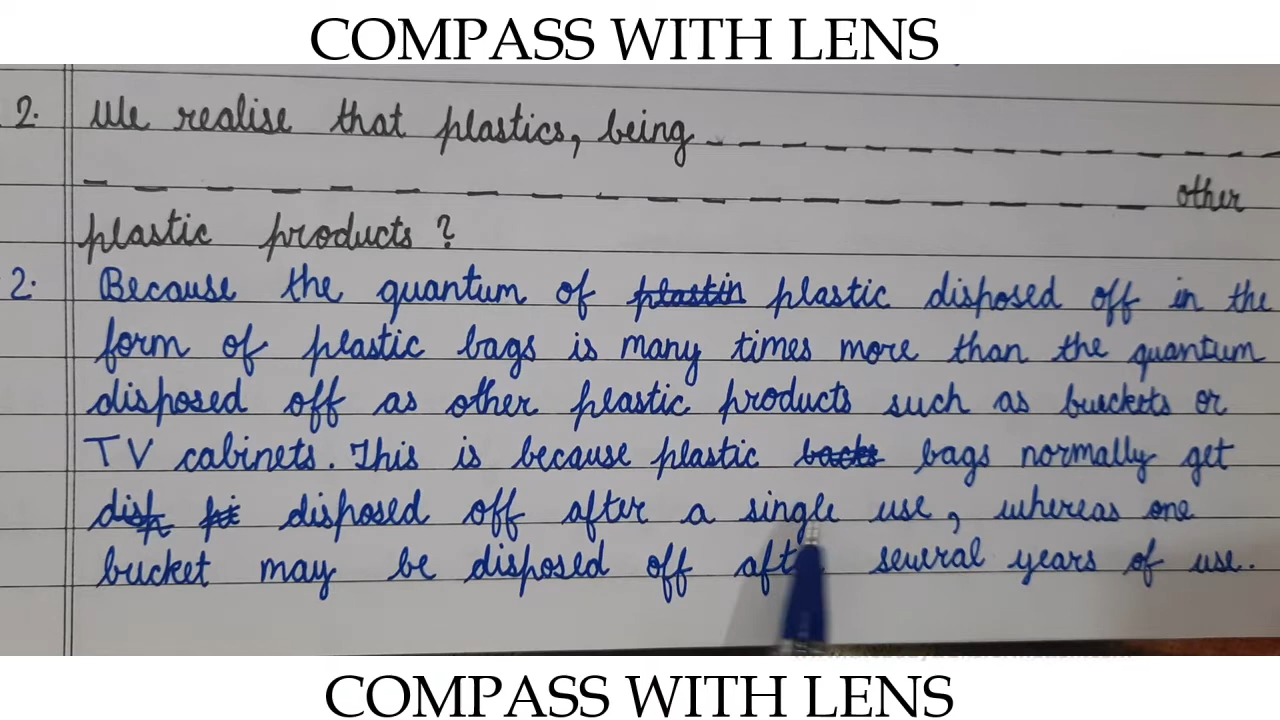 COMPASS WITH LENS
2. We realise that plastics, being _ _ _ _ _ _ _ _ _ _ _ _ _ _
_ _ _ _ _ _ _ _ _ _ _ _ _ _ _ _ _ _ other
plastic products?
2. Because the quantum of plastin plastic disposed off in the
form of plastic bags is many times more than the quantum
disposed off as other plastic products such as buckets or
TV cabinets. This is because plastic backs bags normally get
disp disposed off after a single use, whereas one
bucket may be disposed off after several years of use.
COMPASS WITH LENS